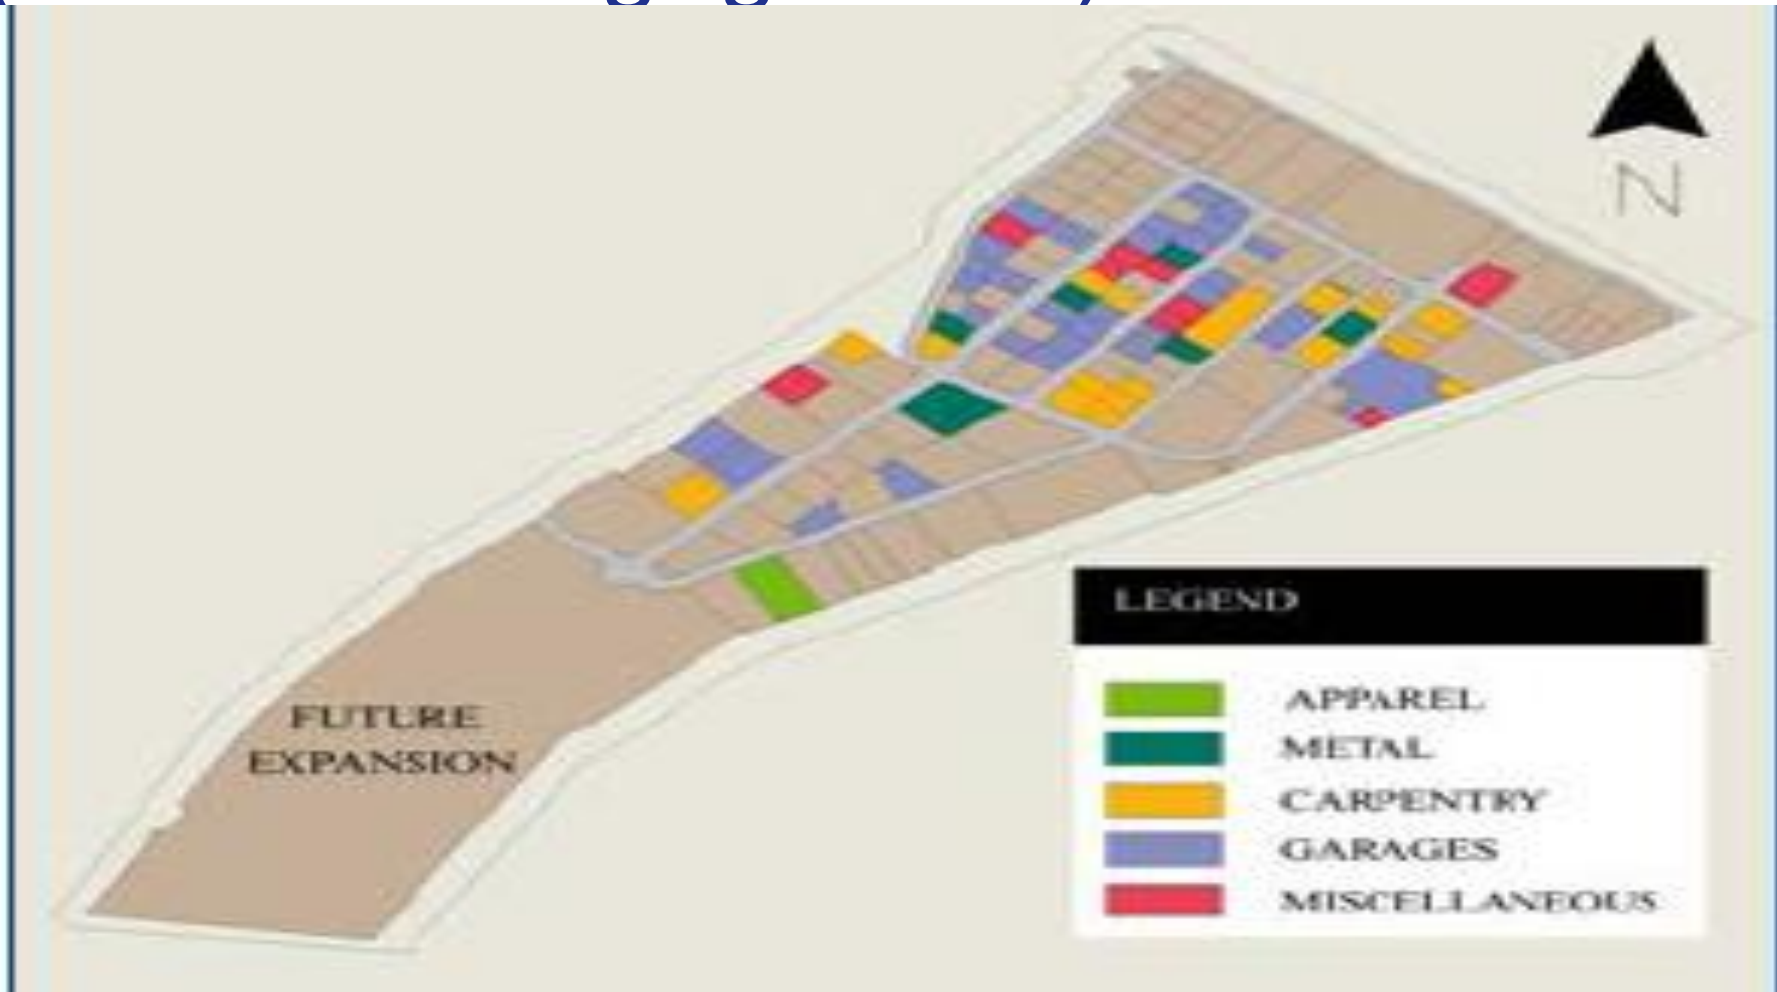 N
FUTURE
EXPANSION
LEGEND
APPAREL
METAL
CARPENTRY
GARAGES
MISCELLANEOUS